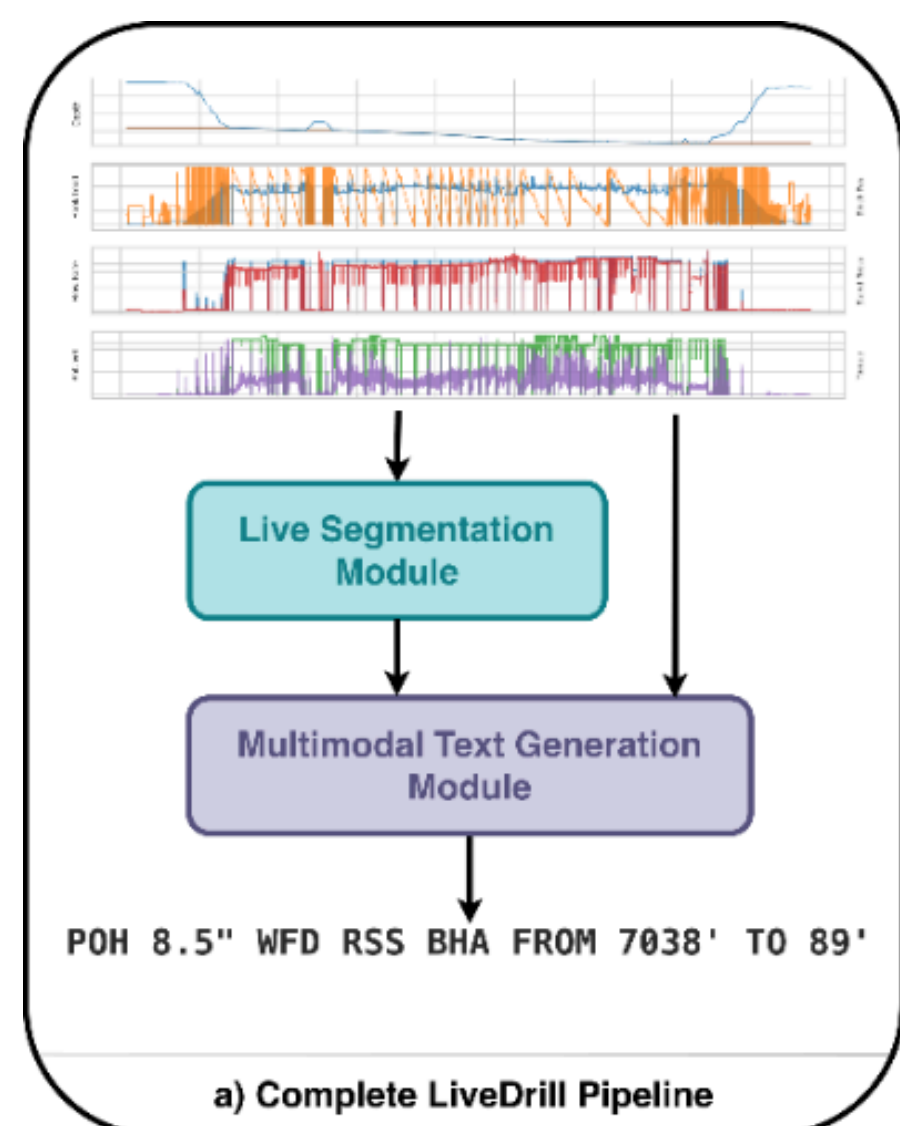 Depth
Live Segmentation
Module
Multimodal Text Generation
Module
POH 8.5" WFD RSS BHA FROM 7038' TO 89'
a) Complete LiveDrill Pipeline